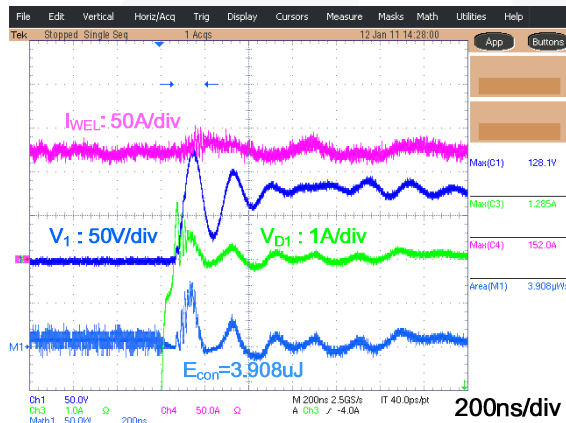 File Edit Vertical Horiz/Acq Trig Display Cursors Measure Masks Math Utilities Help
Tek Stopped Single Seq 1 Acqs 12 Jan 11 14:28:00
App Buttons
IWEL: 50A/div
Max(C1) 128.1V
V1 : 50V/div VD1 : 1A/div
Max(C3) 1.285A
Max(C4) 152.0A
Area(M1) 3.908µWs
M1
Econ=3.908uJ
Ch1 50.0V M 200ns 2.5GS/s IT 40.0ps/pt
Ch3 1.0A Ω Ch4 50.0A Ω A Ch3 / -4.0A
Math1 50.0W 200ns
200ns/div